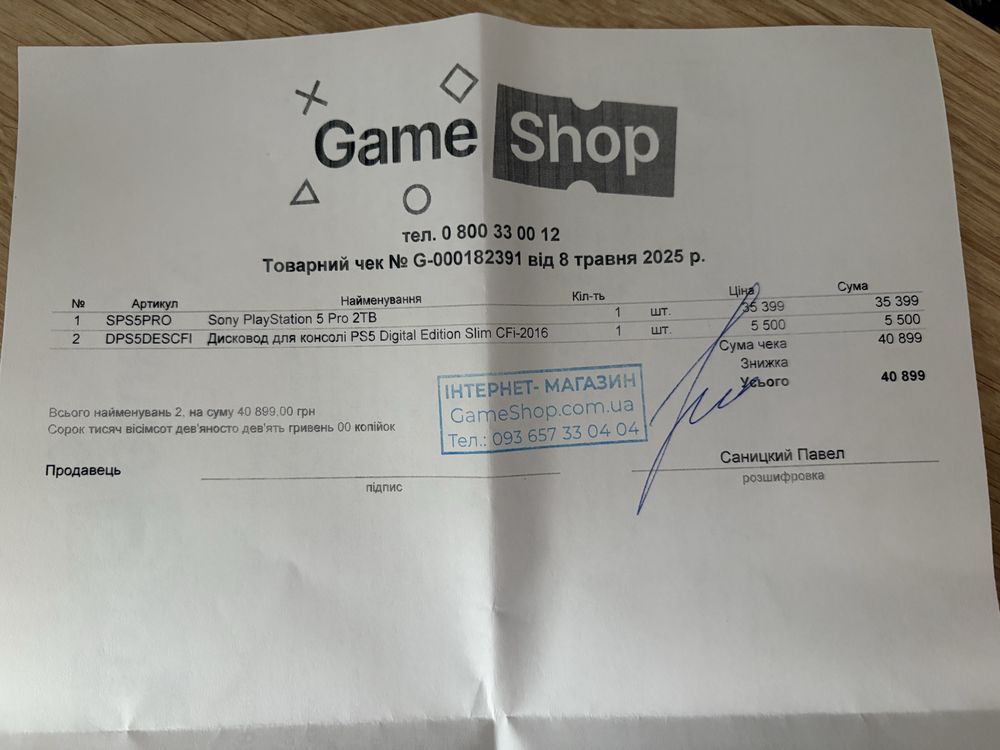 Game Shop
тел. 0 800 33 00 12
Товарний чек № G-000182391 від 8 травня 2025 р.
№ Артикул Найменування Кіл-ть Ціна Сума
1 SPS5PRO Sony PlayStation 5 Pro 2TB 1 шт. 35 399 35 399
2 DPS5DESCFI Дисковод для консолі PS5 Digital Edition Slim CFi-2016 1 шт. 5 500 5 500
Сума чека 40 899
Знижка
Усього 40 899
ІНТЕРНЕТ- МАГАЗИН
GameShop.com.ua
Тел.: 093 657 33 04 04
Всього найменувань 2, на суму 40 899,00 грн
Сорок тисяч вісімсот дев'яносто дев'ять гривень 00 копійок
Продавець Саницкий Павел
підпис розшифровка